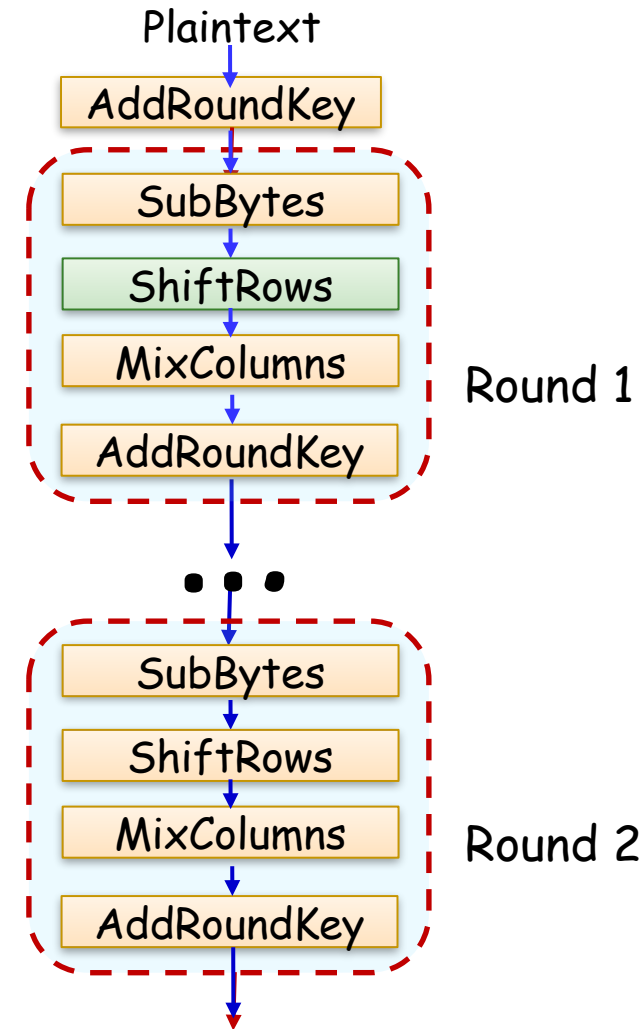 Plaintext
AddRoundKey
SubBytes
ShiftRows
MixColumns
Round 1
AddRoundKey
...
SubBytes
ShiftRows
MixColumns
Round 2
AddRoundKey